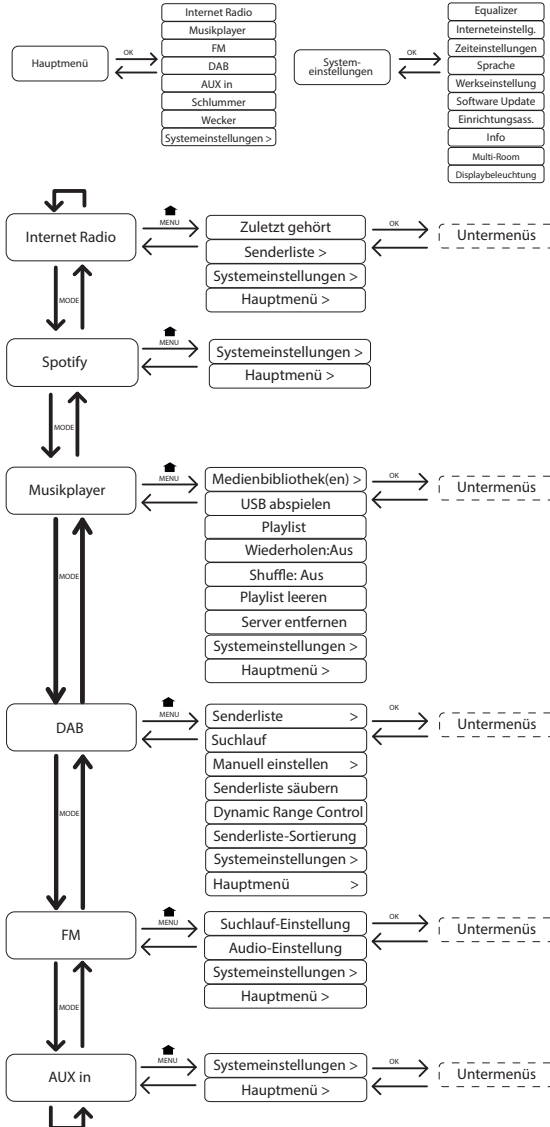 Hauptmenü
OK
Internet Radio
Musikplayer
FM
DAB
AUX in
Schlummer
Wecker
Systemeinstellungen >
System-
einstellungen
OK
Equalizer
Interneteinstellg.
Zeiteinstellungen
Sprache
Werkseinstellung
Software Update
Einrichtungsass.
Info
Multi-Room
Displaybeleuchtung
Internet Radio
MENU
Zuletzt gehört
Senderliste >
Systemeinstellungen >
Hauptmenü >
OK
Untermenüs
MODE
Spotify
MENU
Systemeinstellungen >
Hauptmenü >
MODE
Musikplayer
MENU
Medienbibliothek(en) >
USB abspielen
Playlist
Wiederholen:Aus
Shuffle: Aus
Playlist leeren
Server entfernen
Systemeinstellungen >
Hauptmenü >
OK
Untermenüs
MODE
DAB
MENU
Senderliste >
Suchlauf
Manuell einstellen >
Senderliste säubern
Dynamic Range Control
Senderliste-Sortierung
Systemeinstellungen >
Hauptmenü >
OK
Untermenüs
MODE
FM
MENU
Suchlauf-Einstellung
Audio-Einstellung
Systemeinstellungen >
Hauptmenü >
OK
Untermenüs
MODE
AUX in
MENU
Systemeinstellungen >
Hauptmenü >
OK
Untermenüs